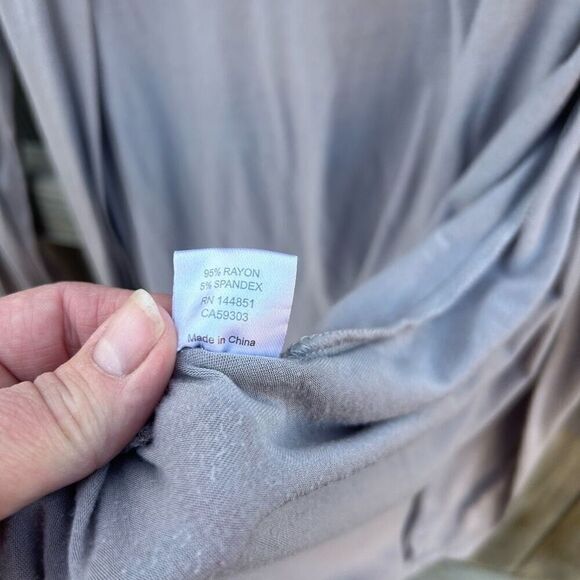 95% RAYON
5% SPANDEX
RN 144851
CA59303
Made in China